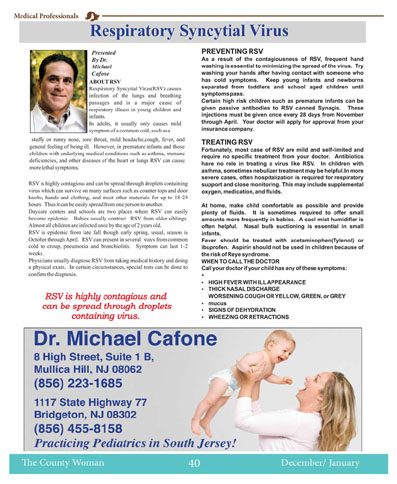 Medical Professionals
Respiratory Syncytial Virus
Presented
By Dr.
Michael
Cafone
ABOUT RSV
Respiratory Syncytial Virus(RSV) causes
infection of the lungs and breathing
passages and is a major cause of
respiratory illness in young children and
infants.
In adults, it usually only causes mild
symptom of a common cold, such as a
stuffy or runny nose, sore throat, mild headache,cough, fever, and
general feeling of being ill. However, in premature infants and those
children with underlying medical conditions such as asthma, immune
deficiencies, and other diseases of the heart or lungs RSV can cause
more lethal symptoms.
RSV is highly contagious and can be spread through droplets containing
virus which can survive on many surfaces such as counter tops and door
knobs, hands and clothing, and most other materials for up to 18-24
hours. Thus it can be easily spread from one person to another.
Daycare centers and schools are two places where RSV can easily
become epidemic. Babies usually contract RSV from older siblings.
Almost all children are infected once by the age of 2 years old.
RSV is epidemic from late fall though early spring, usual, season is
October through April. RSV can present in several ways from common
cold to croup, pneumonia and bronchiolitis. Symptom can last 1-2
weeks.
Physicians usually diagnose RSV from taking medical history and doing
a physical exam. In certain circumstances, special tests can be done to
confirm the diagnosis.
RSV is highly contagious and
can be spread through droplets
containing virus.
PREVENTING RSV
As a result of the contagiousness of RSV, frequent hand
washing is essential to minimizing the spread of the virus. Try
washing your hands after having contact with someone who
has cold symptoms. Keep young infants and newborns
separated from toddlers and school aged children until
symptoms pass.
Certain high risk children such as premature infants can be
given passive antibodies to RSV canned Synagis. These
injections must be given once every 28 days from November
through April. Your doctor will apply for approval from your
insurance company.
TREATING RSV
Fortunately, most case of RSV are mild and self-limited and
require no specific treatment from your doctor. Antibiotics
have no role in treating a virus like RSV. In children with
asthma, sometimes nebulizer treatment may be helpful. In more
severe cases, often hospitalization is required for respiratory
support and close monitoring. This may include supplemental
oxygen, medication, and fluids.
At home, make child comfortable as possible and provide
plenty of fluids. It is sometimes required to offer small
amounts more frequently in babies. A cool mist humidifier is
often helpful. Nasal bulb suctioning is essential in small
infants.
Fever should be treated with acetaminophen(Tylenol) or
ibuprofen. Aspirin should not be used in children because of
the risk of Reye syndrome.
WHEN TO CALL THE DOCTOR
Call your doctor if your child has any of these symptoms:
•
• HIGH FEVER WITH ILL APPEARANCE
• THICK NASAL DISCHARGE
WORSENING COUGH OR YELLOW, GREEN, or GREY
• mucus
• SIGNS OF DEHYDRATION
• WHEEZING OR RETRACTIONS
Dr. Michael Cafone
8 High Street, Suite 1 B,
Mullica Hill, NJ 08062
(856) 223-1685
1117 State Highway 77
Bridgeton, NJ 08302
(856) 455-8158
Practicing Pediatrics in South Jersey!
The County Woman
40
December/ January